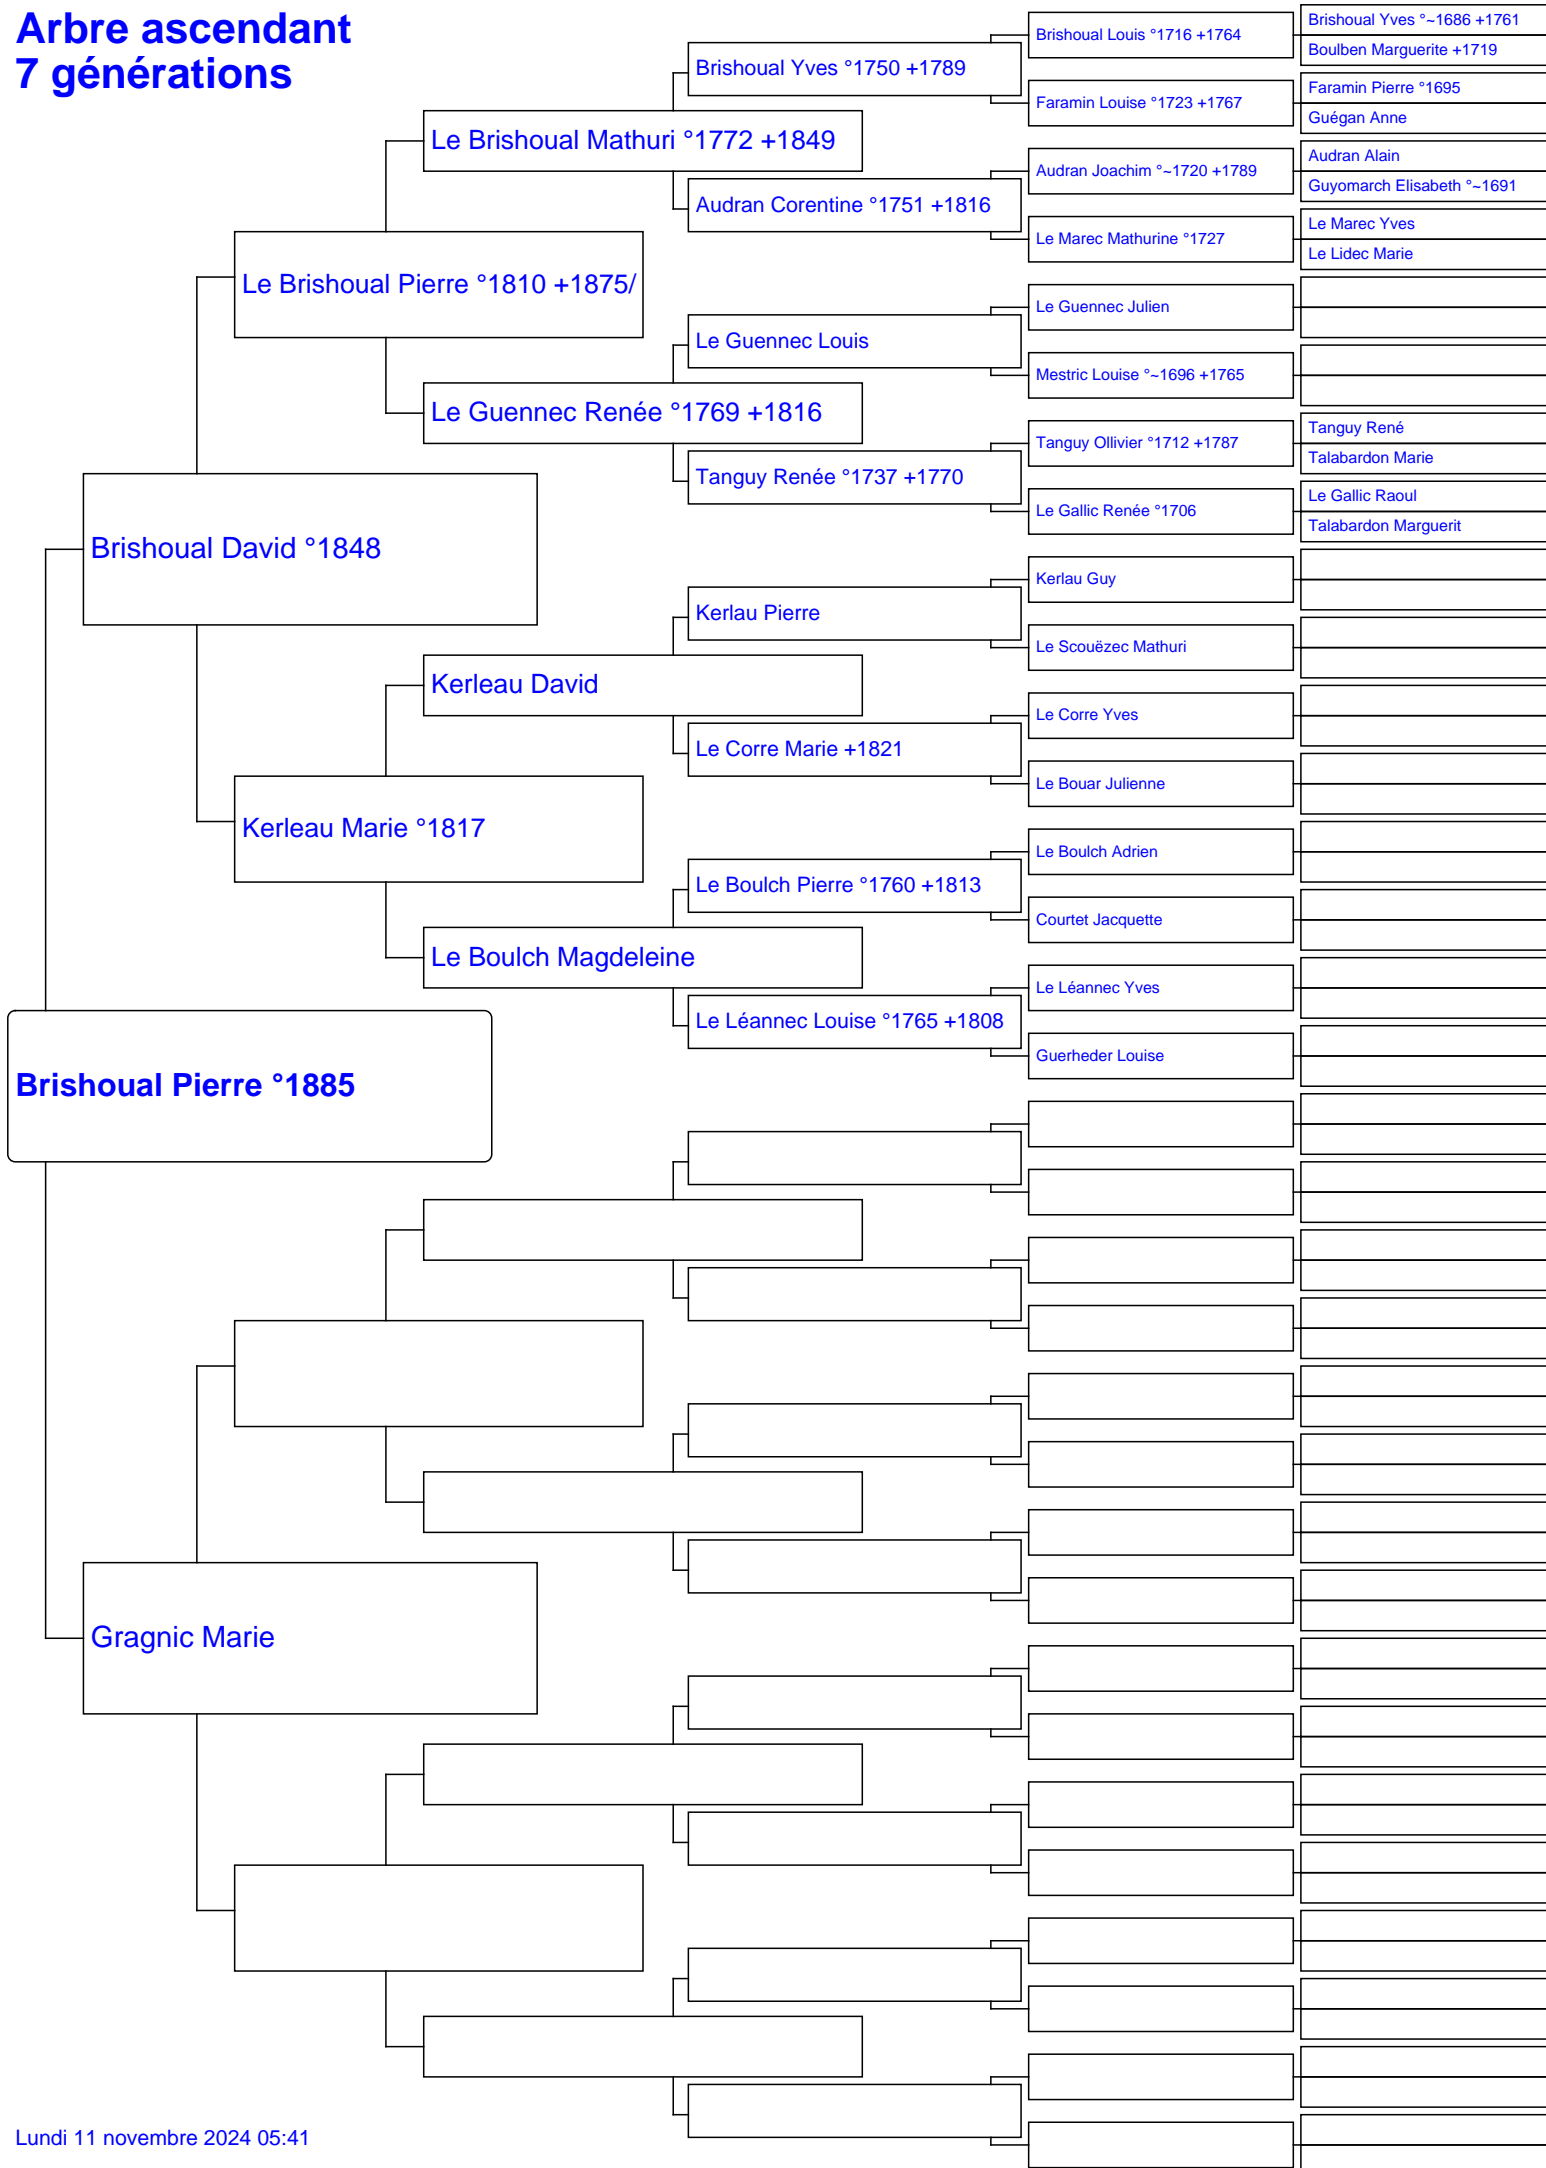 Arbre ascendant
7 générations
Brishoual Pierre °1885
Brishoual David °1848
Gragnic Marie
Le Brishoual Pierre °1810 +1875/
Kerleau Marie °1817
Le Brishoual Mathuri °1772 +1849
Le Guennec Renée °1769 +1816
Kerleau David
Le Boulch Magdeleine
Brishoual Yves °1750 +1789
Audran Corentine °1751 +1816
Le Guennec Louis
Tanguy Renée °1737 +1770
Kerlau Pierre
Le Corre Marie +1821
Le Boulch Pierre °1760 +1813
Le Léannec Louise °1765 +1808
Brishoual Louis °1716 +1764
Faramin Louise °1723 +1767
Audran Joachim °~1720 +1789
Le Marec Mathurine °1727
Le Guennec Julien
Mestric Louise °~1696 +1765
Tanguy Ollivier °1712 +1787
Le Gallic Renée °1706
Kerlau Guy
Le Scouëzec Mathuri
Le Corre Yves
Le Bouar Julienne
Le Boulch Adrien
Courtet Jacquette
Le Léannec Yves
Guerheder Louise
Brishoual Yves °~1686 +1761
Boulben Marguerite +1719
Faramin Pierre °1695
Guégan Anne
Audran Alain
Guyomarch Elisabeth °~1691
Le Marec Yves
Le Lidec Marie
Tanguy René
Talabardon Marie
Le Gallic Raoul
Talabardon Marguerit
Lundi 11 novembre 2024 05:41